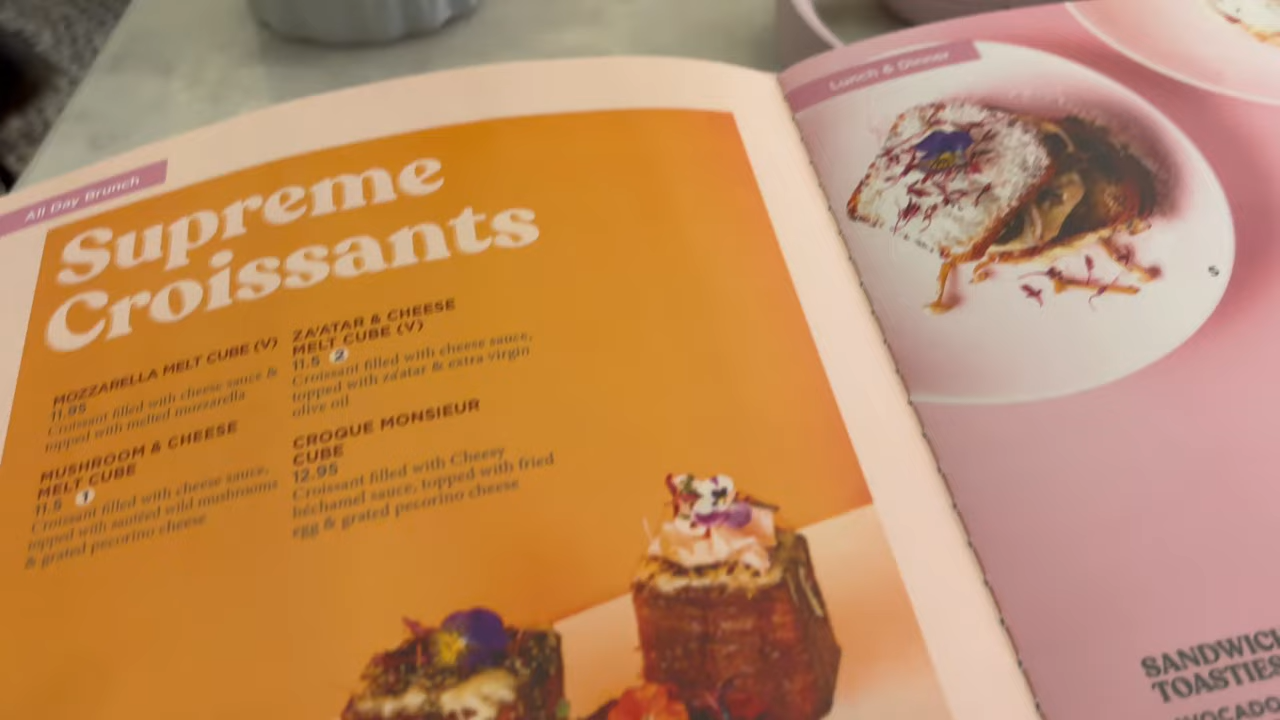 All Day Brunch
Supreme
Croissants
MOZZARELLA MELT CUBE (V)
11.95
Croissant filled with cheese sauce &
topped with melted mozzarella
MUSHROOM & CHEESE
MELT CUBE
11.5 1
Croissant filled with cheese sauce,
topped with sautéed wild mushrooms
& grated pecorino cheese
ZA'ATAR & CHEESE
MELT CUBE (V)
11.5 2
Croissant filled with cheese sauce,
topped with za'atar & extra virgin
olive oil
CROQUE MONSIEUR
CUBE
12.95
Croissant filled with Cheesy
béchamel sauce, topped with fried
egg & grated pecorino cheese
Lunch & Dinner
5
SANDWICH
TOASTIES
AVOCADO